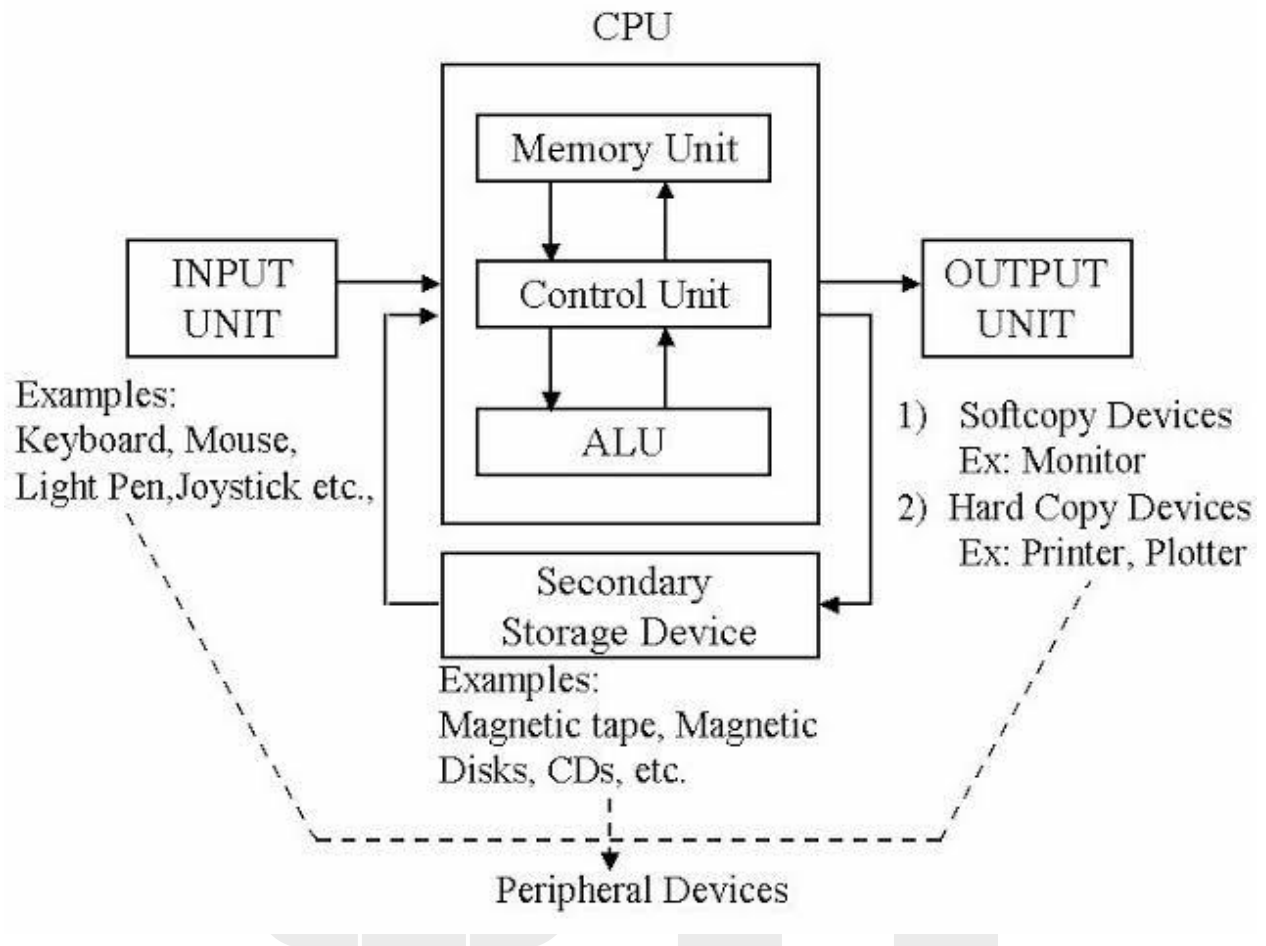 CPU
Memory Unit
Control Unit
ALU
INPUT
UNIT
Examples:
Keyboard, Mouse,
Light Pen,Joystick etc.,
OUTPUT
UNIT
1) Softcopy Devices
Ex: Monitor
2) Hard Copy Devices
Ex: Printer, Plotter
Secondary
Storage Device
Examples:
Magnetic tape, Magnetic
Disks, CDs, etc.
Peripheral Devices